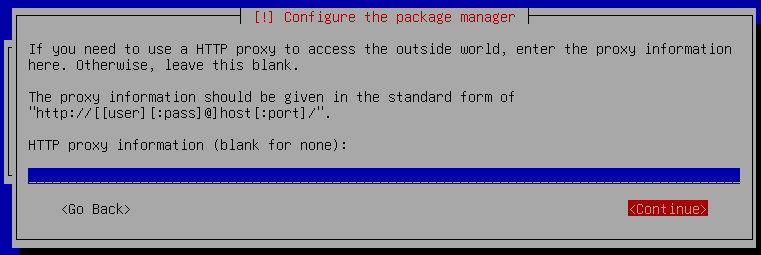 [!] Configure the package manager
If you need to use a HTTP proxy to access the outside world, enter the proxy information
here. Otherwise, leave this blank.
The proxy information should be given in the standard form of
"http://[[user][:pass]@]host[:port]/".
HTTP proxy information (blank for none):
<Go Back>
<Continue>